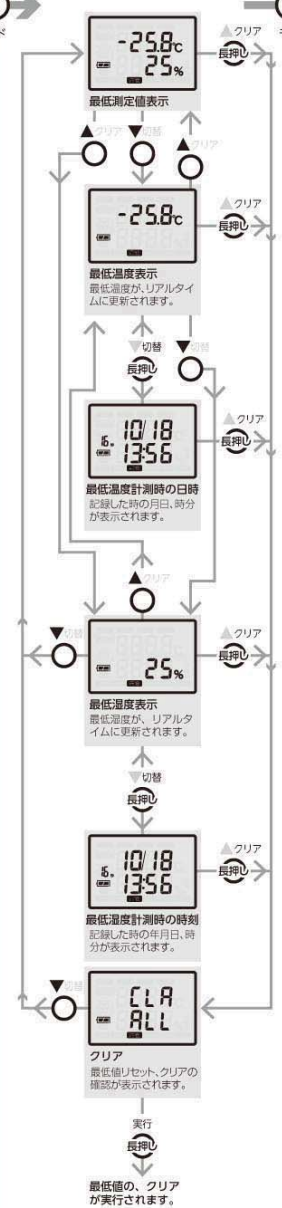 ド
-25.8℃
25%
最低測定値表示
▲クリア
長押し
▲クリア
▼切替
▲クリア
-25.8℃
最低温度表示
最低温度が、リアルタイ
ムに更新されます。
▲クリア
長押し
▼切替
長押し
▼切替
16年
10/18
13:56
最低温度計測時の日時
記録した時の月日、時分
が表示されます。
▲クリア
長押し
▲クリア
▼切替
25%
最低湿度表示
最低湿度が、リアルタ
イムに更新されます。
▲クリア
長押し
▼切替
長押し
16年
10/18
13:56
最低湿度計測時の時刻
記録した時の年月日、時
分が表示されます。
▲クリア
長押し
▼切替
CLA
ALL
クリア
最低値リセット、クリアの
確認が表示されます。
実行
長押し
最低値の、クリア
が実行されます。